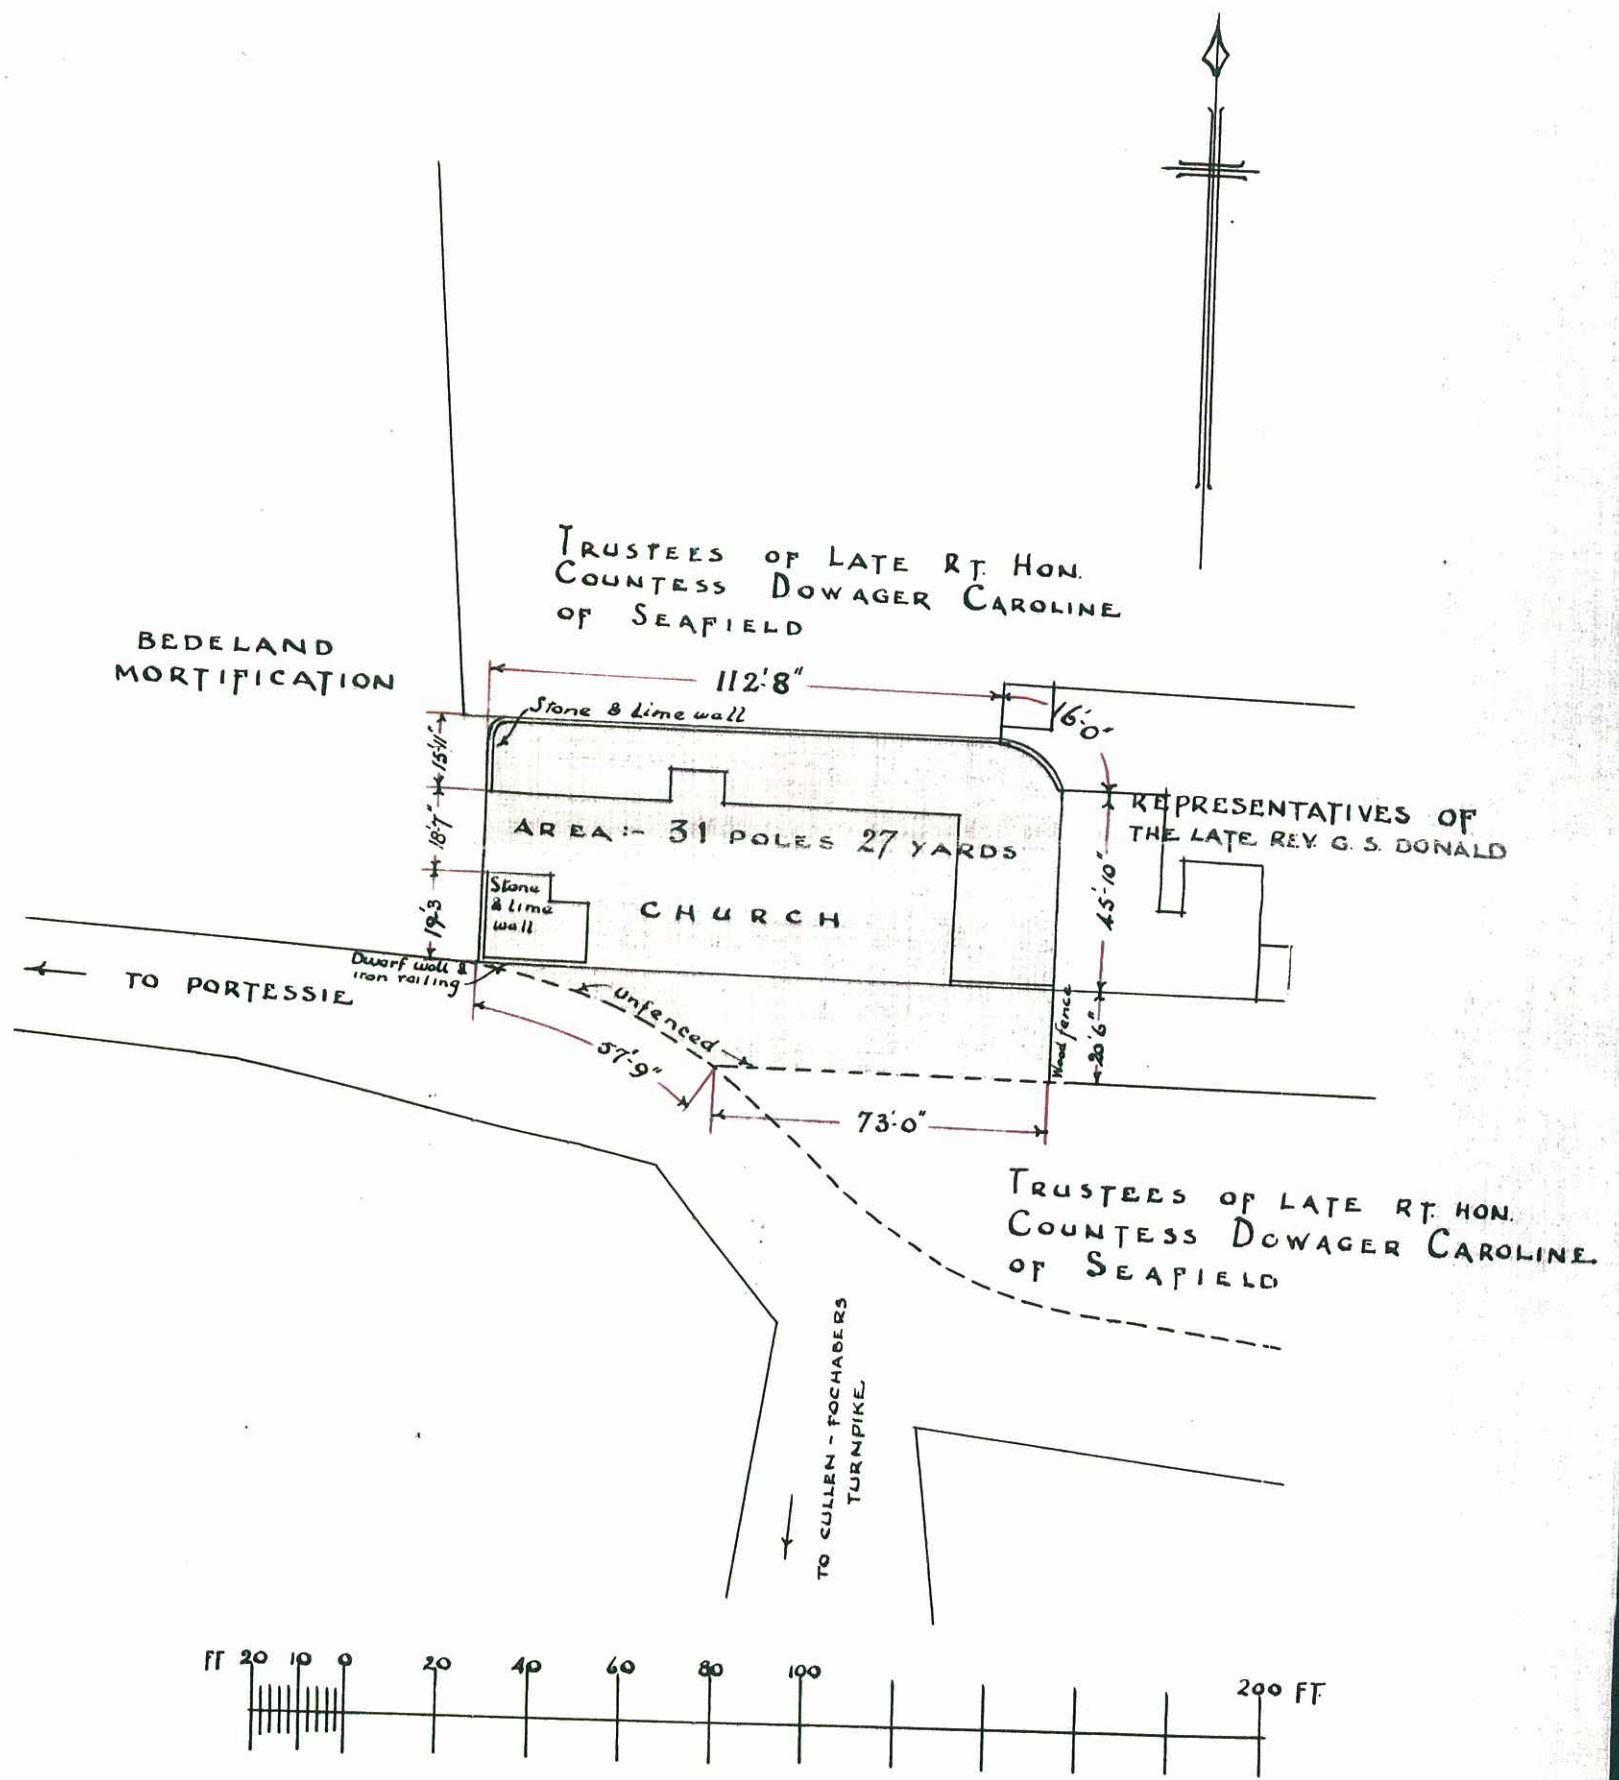 TRUSTEES OF LATE RT. HON.
COUNTESS DOWAGER CAROLINE
OF SEAFIELD
BEDELAND
MORTIFICATION
112'.8"
Stone & Lime wall
16'.0"
15'.11"
18'.7"
19'.3
REPRESENTATIVES OF
THE LATE REV. G. S. DONALD
AREA:- 31 POLES 27 YARDS
45'-10"
Stone
& Lime
wall
CHURCH
Dwarf wall &
iron railing
TO PORTESSIE
unfenced
57'-9"
Wood fence
20'6"
73'.0"
TRUSTEES OF LATE RT. HON.
COUNTESS DOWAGER CAROLINE.
OF SEAFIELD
TO CULLEN - FOCHABERS
TURNPIKE.
FT 20 10 0 20 40 60 80 100 200 FT.